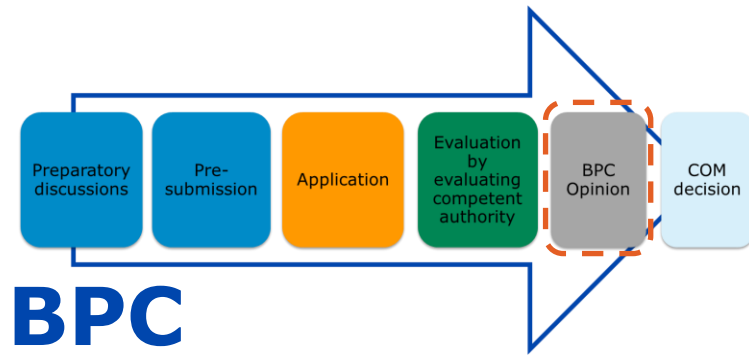 Preparatory
discussions
Pre-
submission
Application
Evaluation
by
evaluating
competent
authority
BPC
Opinion
COM
decision
BPC